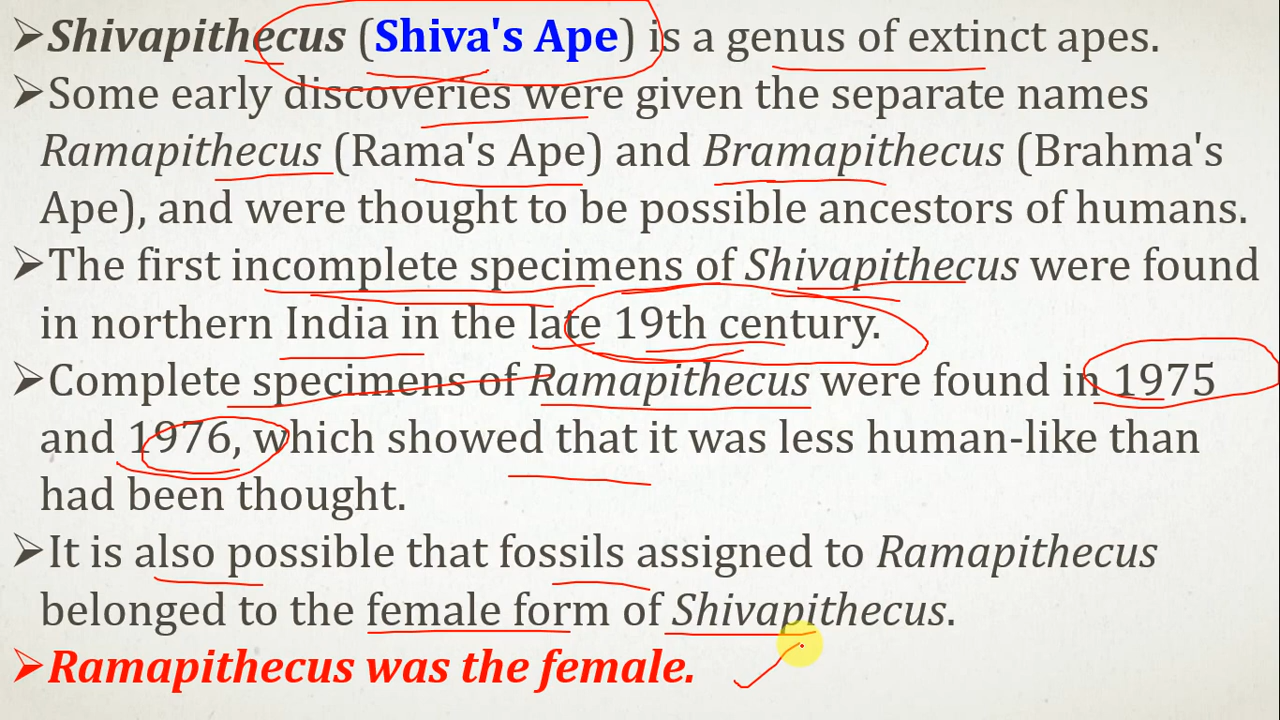 ➢Shivapithecus (Shiva's Ape) is a genus of extinct apes.
➢Some early discoveries were given the separate names
Ramapithecus (Rama's Ape) and Bramapithecus (Brahma's
Ape), and were thought to be possible ancestors of humans.
➢The first incomplete specimens of Shivapithecus were found
in northern India in the late 19th century.
➢Complete specimens of Ramapithecus were found in 1975
and 1976, which showed that it was less human-like than
had been thought.
➢It is also possible that fossils assigned to Ramapithecus
belonged to the female form of Shivapithecus.
➢Ramapithecus was the female.